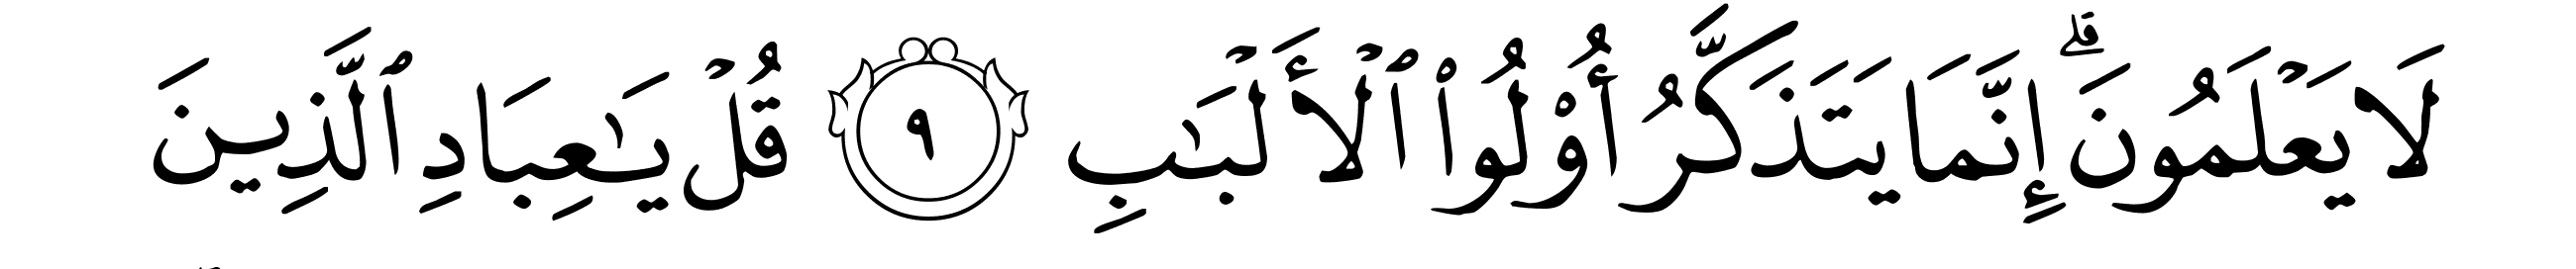 لَا يَعْلَمُونَۗ إِنَّمَا يَتَذَكَّرُ أُوْلُواْ ٱلْأَلْبَٰبِ ٩ قُلْ يَٰعِبَادِ ٱلَّذِينَ